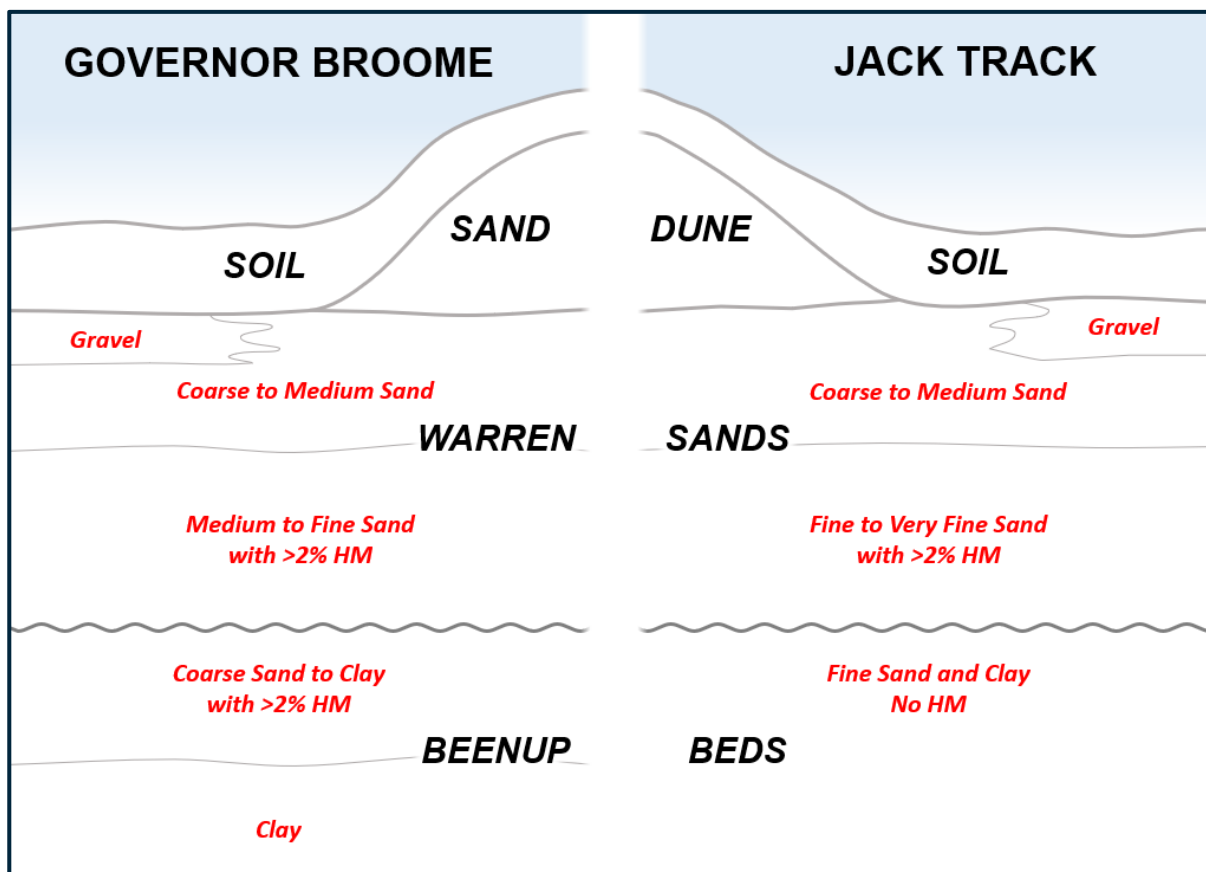 GOVERNOR BROOME
JACK TRACK
SAND
DUNE
SOIL
SOIL
Gravel
Gravel
Coarse to Medium Sand
Coarse to Medium Sand
WARREN
SANDS
Medium to Fine Sand
with >2% HM
Fine to Very Fine Sand
with >2% HM
Coarse Sand to Clay
with >2% HM
Fine Sand and Clay
No HM
BEENUP
BEDS
Clay